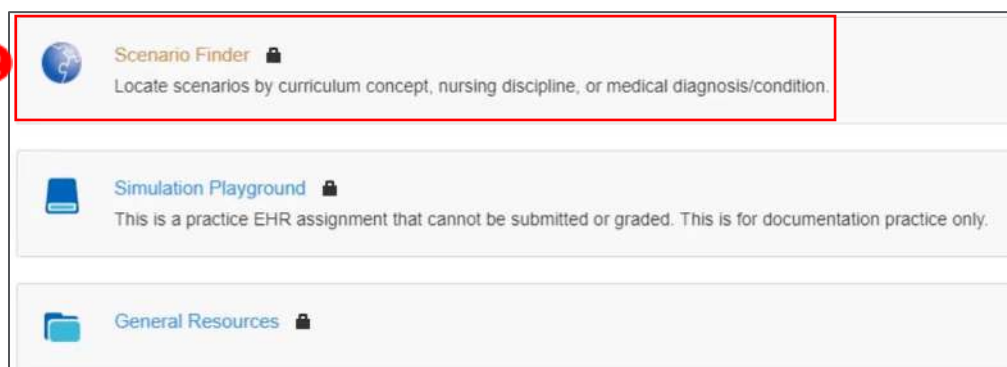 Scenario Finder
Locate scenarios by curriculum concept, nursing discipline, or medical diagnosis/condition.
Simulation Playground
This is a practice EHR assignment that cannot be submitted or graded. This is for documentation practice only.
General Resources